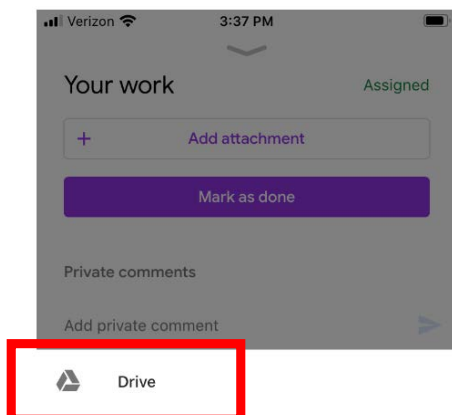 Verizon 3:37 PM
Your work Assigned
+ Add attachment
Mark as done
Private comments
Add private comment
Drive